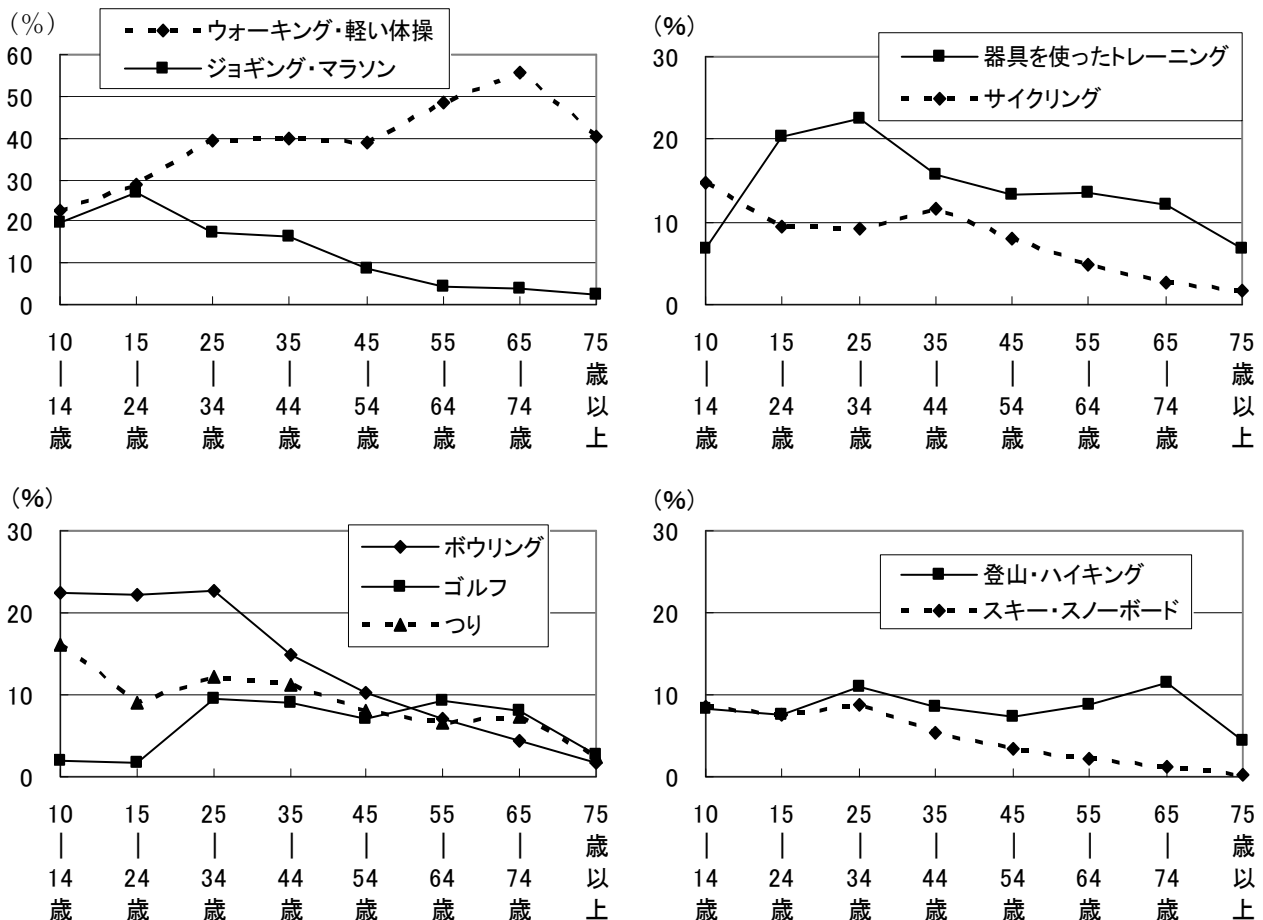 (%)
ウォーキング・軽い体操
ジョギング・マラソン
60
50
40
30
20
10
0
10 15 25 35 45 55 65 75
| | | | | | | 歳
14 24 34 44 54 64 74 以
歳 歳 歳 歳 歳 歳 歳 上
(%)
器具を使ったトレーニング
サイクリング
30
20
10
0
10 15 25 35 45 55 65 75
| | | | | | | 歳
14 24 34 44 54 64 74 以
歳 歳 歳 歳 歳 歳 歳 上
(%)
ボウリング
ゴルフ
つり
30
20
10
0
10 15 25 35 45 55 65 75
| | | | | | | 歳
14 24 34 44 54 64 74 以
歳 歳 歳 歳 歳 歳 歳 上
(%)
登山・ハイキング
スキー・スノーボード
30
20
10
0
10 15 25 35 45 55 65 75
| | | | | | | 歳
14 24 34 44 54 64 74 以
歳 歳 歳 歳 歳 歳 歳 上